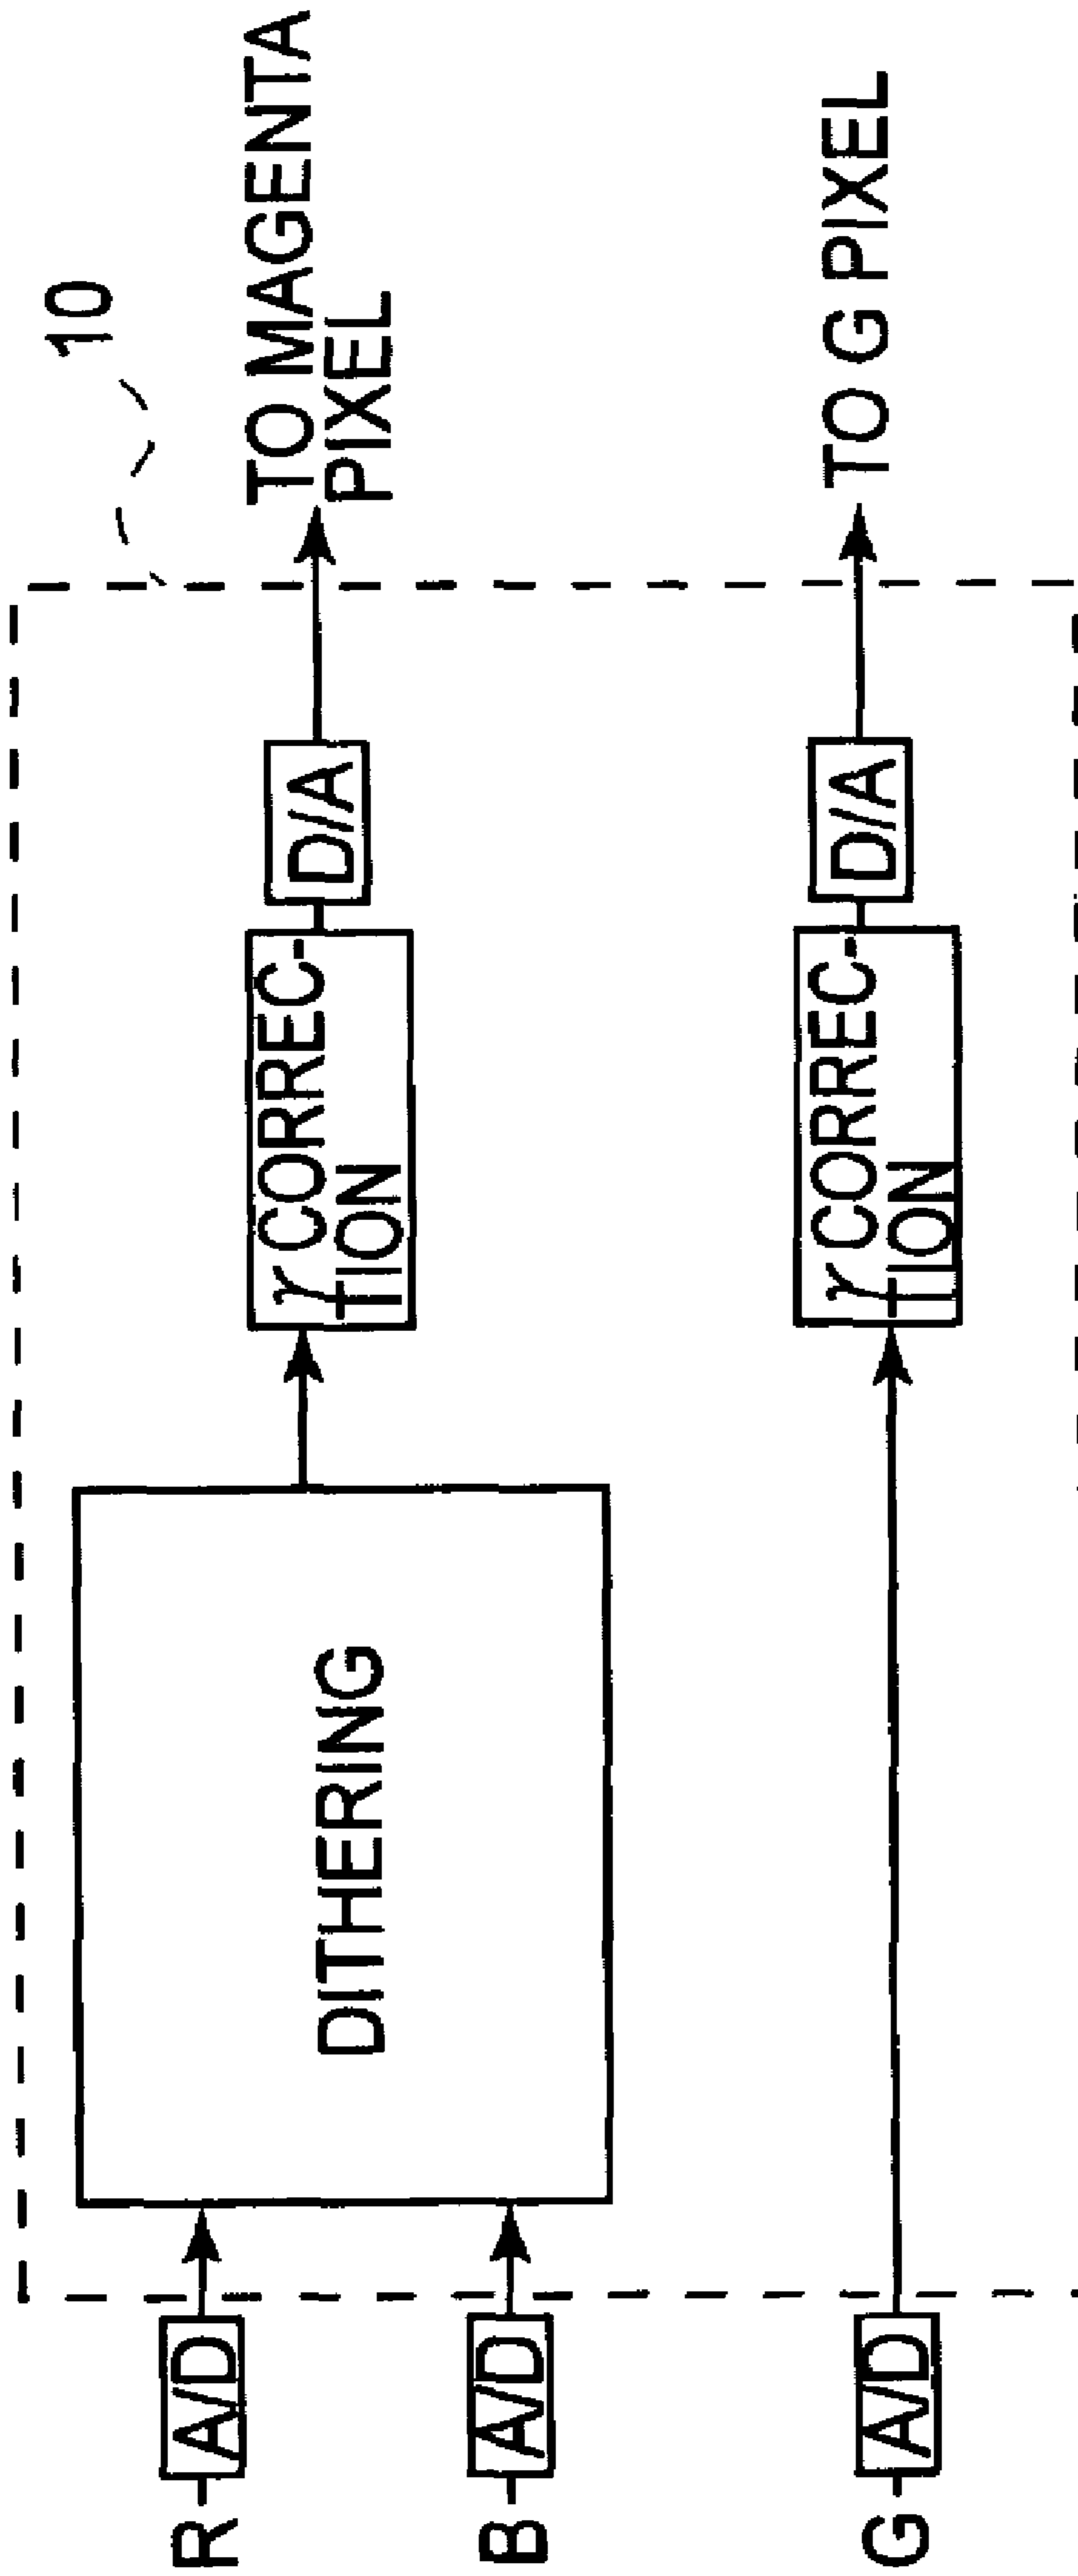 10
R
A/D
DITHERING
γ CORREC-
TION
D/A
TO MAGENTA
PIXEL
B
A/D
G
A/D
γ CORREC-
TION
D/A
TO G PIXEL